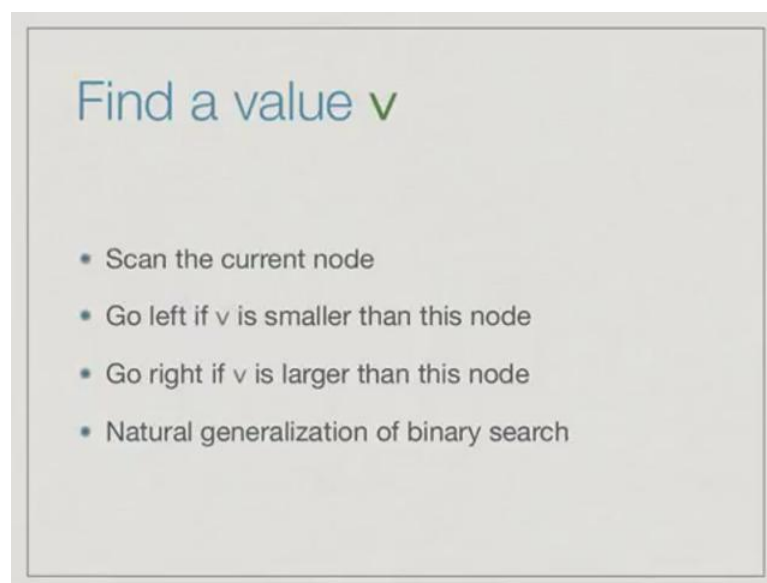 Find a value v
• Scan the current node
• Go left if v is smaller than this node
• Go right if v is larger than this node
• Natural generalization of binary search